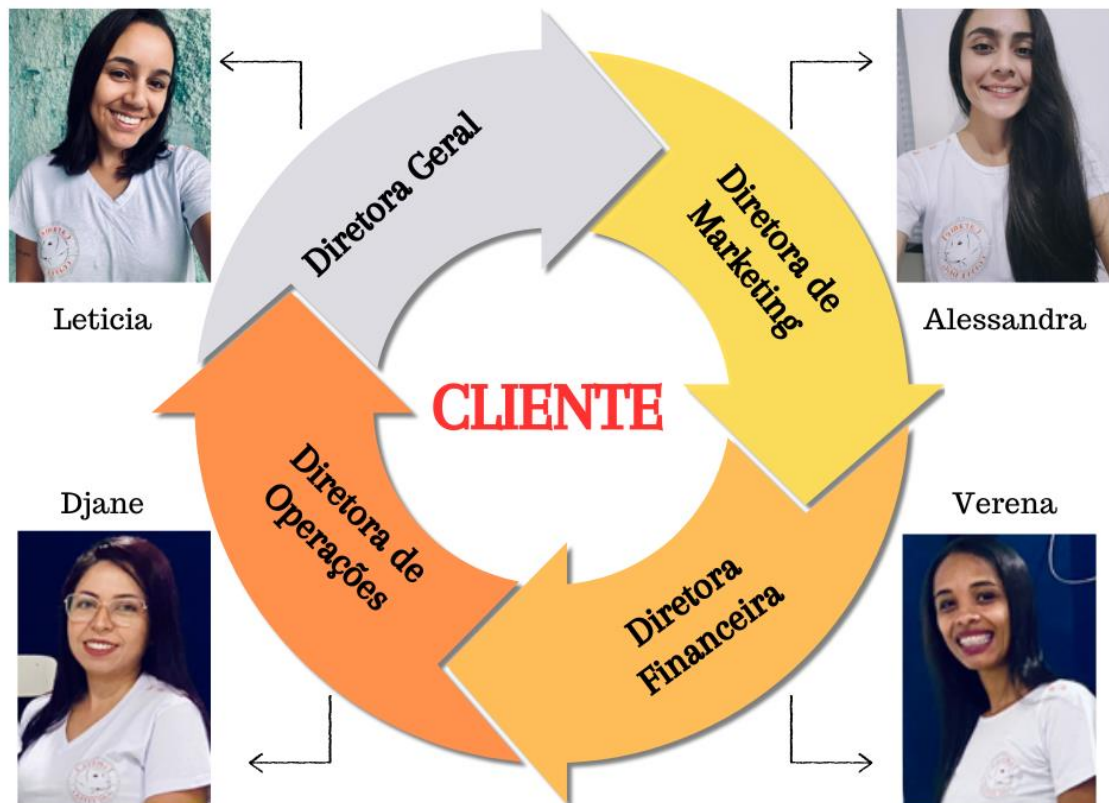 Diretora Geral
Diretora de
Marketing
Leticia
Alessandra
CLIENTE
Djane
Verena
Diretora de
Operações
Diretora
Financeira